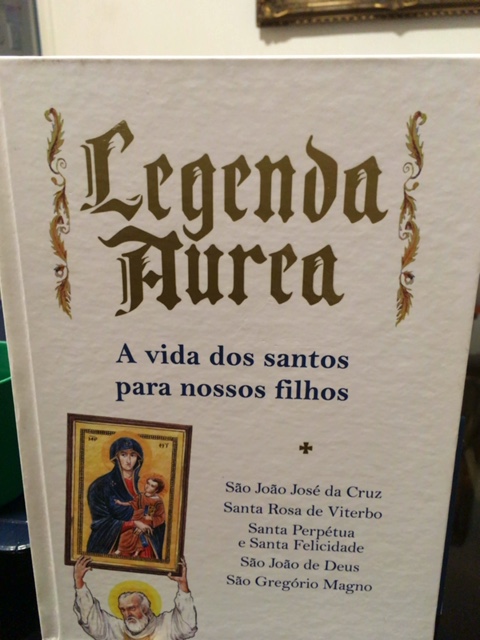 Legenda
Aurea
A vida dos santos
para nossos filhos
São João José da Cruz
Santa Rosa de Viterbo
Santa Perpétua
e Santa Felicidade
São João de Deus
São Gregório Magno